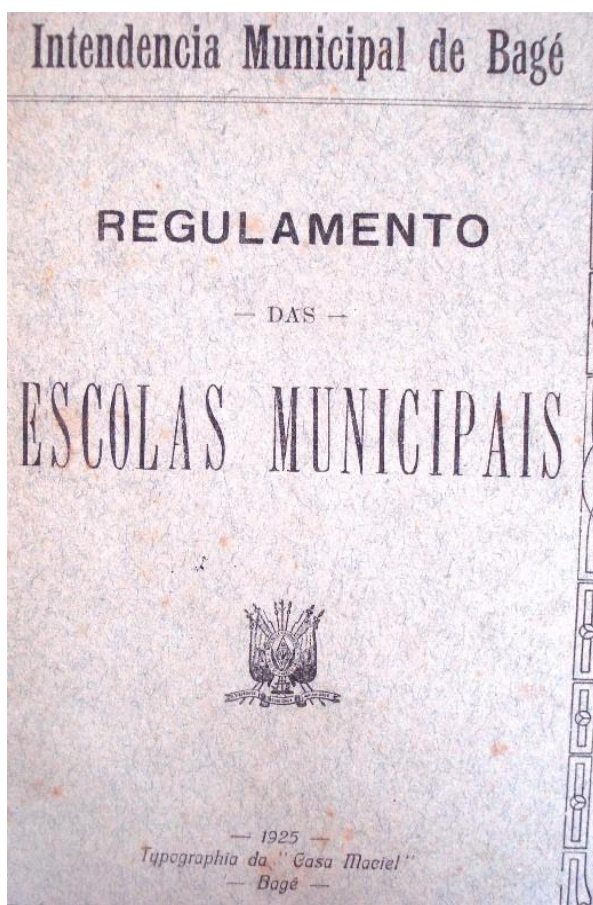 Intendencia Municipal de Bagé
REGULAMENTO
— DAS —
ESCOLAS MUNICIPAIS
— 1925 —
Typographia da "Casa Maciel"
— Bagé —